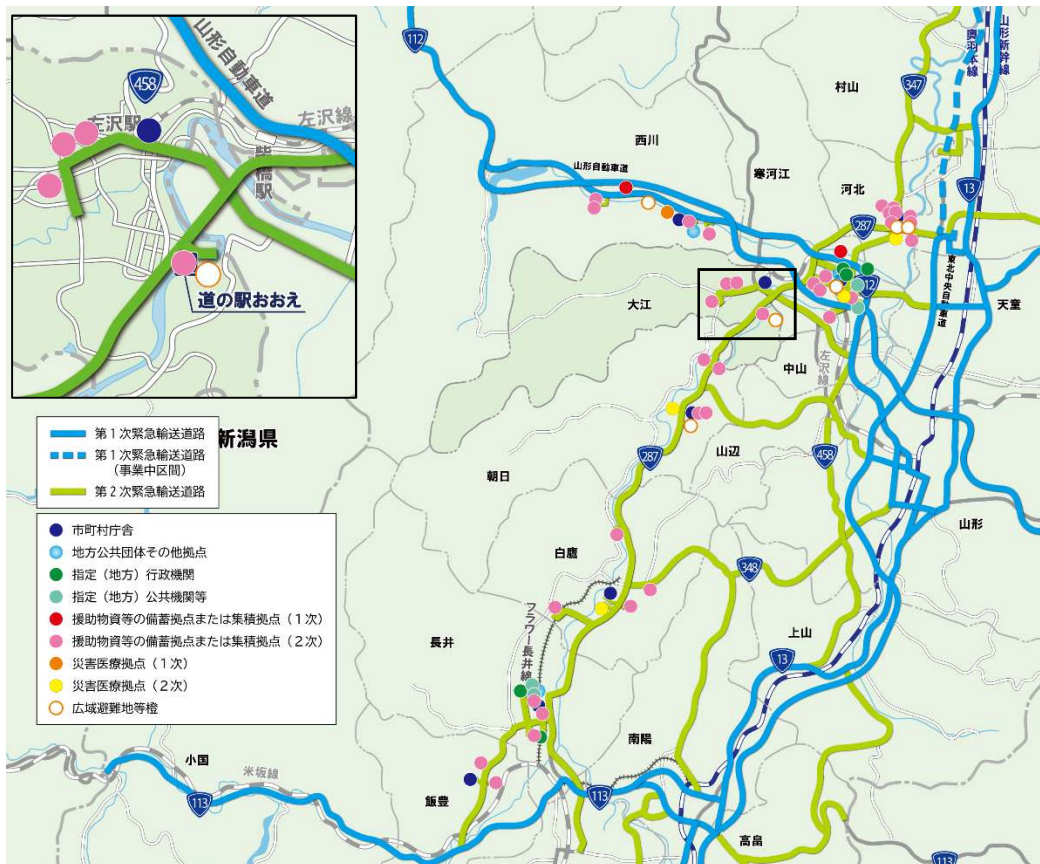 山形自動車道
458
左沢駅
左沢線
柴橋駅
道の駅おおえ
112
山形新幹線
奥羽本線
347
村山
西川
山形自動車道
寒河江
13
河北
287
東北中央自動車道
大江
天童
中山
左沢線
新潟県
第1次緊急輸送道路
第1次緊急輸送道路
(事業中区間)
第2次緊急輸送道路
287
山辺
458
朝日
山形
市町村庁舎
地方公共団体その他拠点
指定(地方)行政機関
指定(地方)公共機関等
援助物資等の備蓄拠点または集積拠点(1次)
援助物資等の備蓄拠点または集積拠点(2次)
災害医療拠点(1次)
災害医療拠点(2次)
広域避難地等橙
白鷹
348
フラワー長井線
長井
上山
13
南陽
小国
米坂線
113
飯豊
113
高畠
113